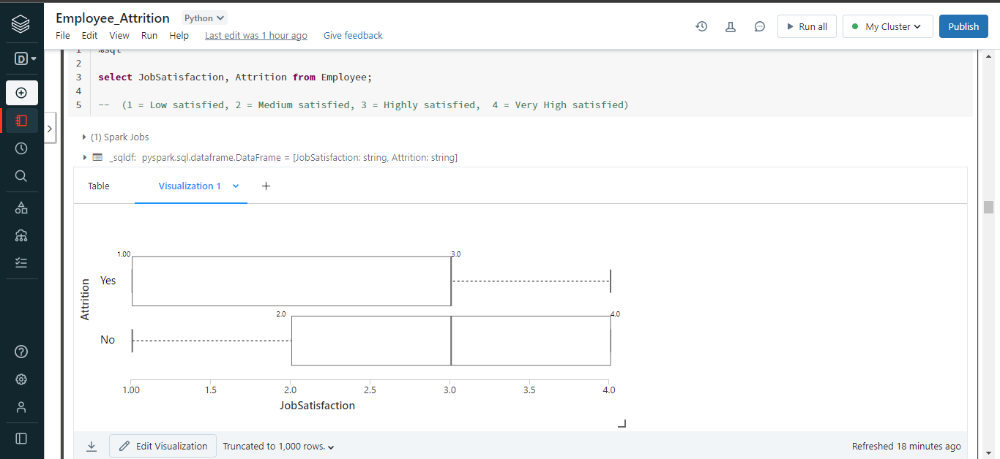 Employee_Attrition Python
File Edit View Run Help Last edit was 1 hour ago Give feedback
Run all My Cluster Publish
D
1 %sql
2
3 select JobSatisfaction, Attrition from Employee;
4
5 -- (1 = Low satisfied, 2 = Medium satisfied, 3 = Highly satisfied, 4 = Very High satisfied)
(1) Spark Jobs
_sqldf: pyspark.sql.dataframe.DataFrame = [JobSatisfaction: string, Attrition: string]
Table Visualization 1 +
1.00 3.0
Yes
Attrition
2.0 4.0
No
1.00 1.5 2.0 2.5 3.0 3.5 4.0
JobSatisfaction
Edit Visualization Truncated to 1,000 rows. Refreshed 18 minutes ago